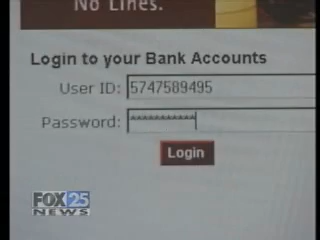 No Lines.
Login to your Bank Accounts
User ID: 5747589495
Password: ***********
Login
FOX 25
NEWS